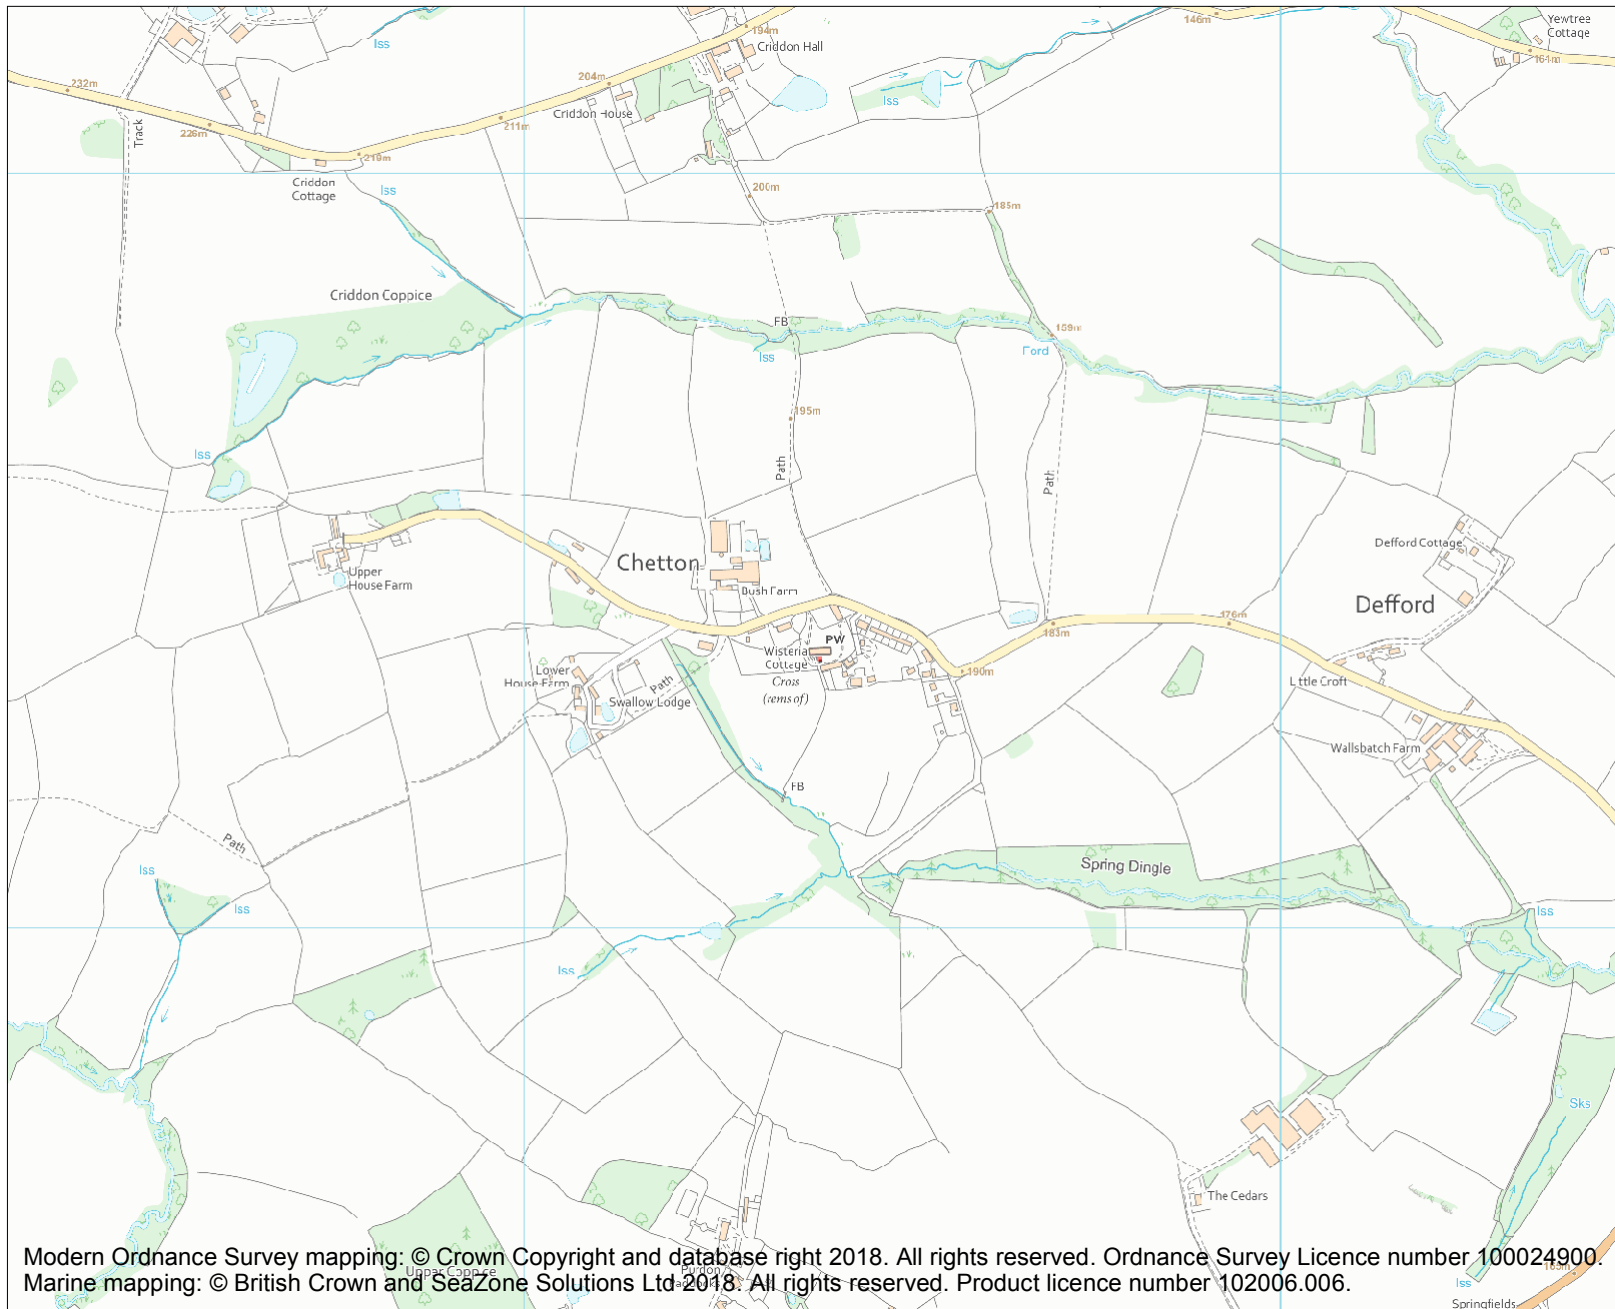 146m
Yewtree
Cottage
194m
Iss
Criddon Hall
161m
232m
204m
Iss
Criddon House
211m
Track
226m
219m
Criddon
Cottage
Iss
200m
185m
Criddon Coppice
FB
159m
Iss
Ford
195m
Iss
Path
Path
Chetton
Defford Cottage
Upper
House Farm
Bush Farm
Defford
176m
183m
PW
Wisteria
Cottage
190m
Lower
House Farm
Path
Cross
(rems of)
Little Croft
Swallow Lodge
Wallsbatch Farm
FB
Path
Spring Dingle
Iss
Iss
Iss
Iss
Sks
The Cedars
Modern Ordnance Survey mapping: © Crown Copyright and database right 2018. All rights reserved. Ordnance Survey Licence number 100024900.
Upper Coppice
Marine mapping: © British Crown and SeaZone Solutions Ltd 2018. All rights reserved. Product licence number 102006.006.
Iss
Springfields